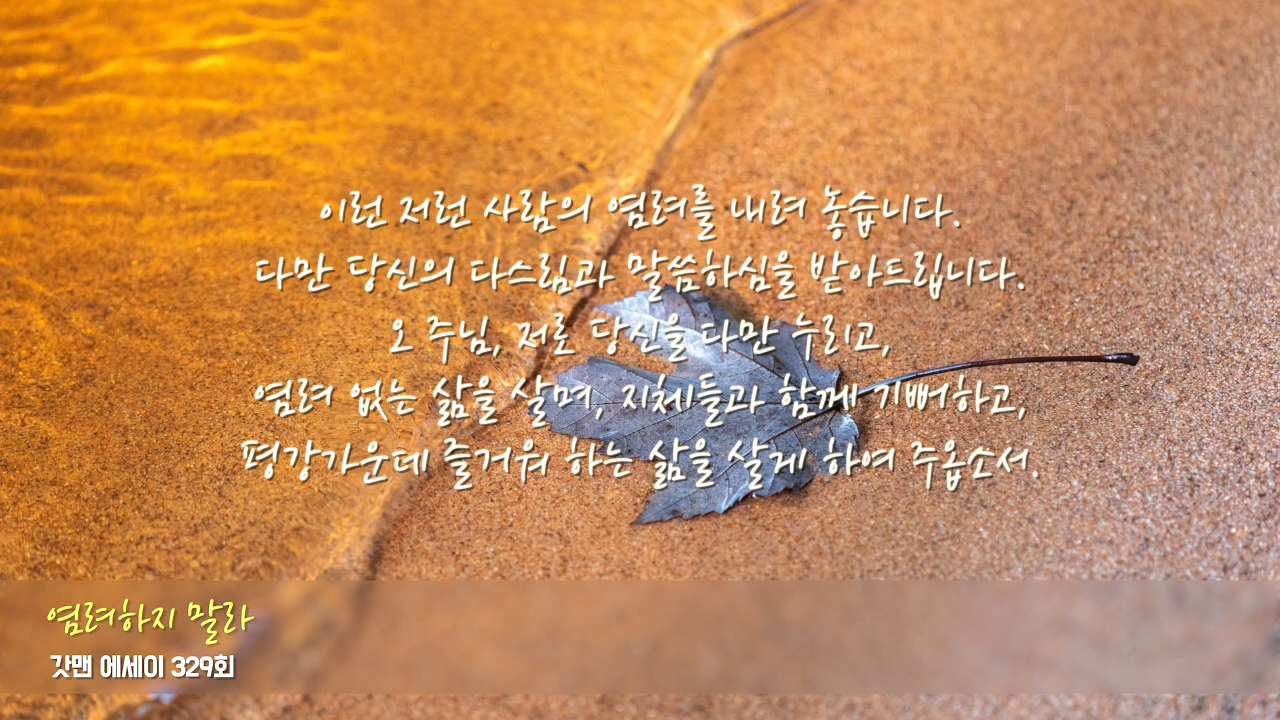 이런 저런 사람의 염려를 내려 놓습니다.
다만 당신의 다스림과 말씀하심을 받아드립니다.
오 주님, 저로 당신을 다만 누리고,
염려 없는 삶을 살며, 지체들과 함께 기뻐하고,
평강가운데 즐거워 하는 삶을 살게 하여 주옵소서.
염려하지 말라
갓맨 에세이 329회